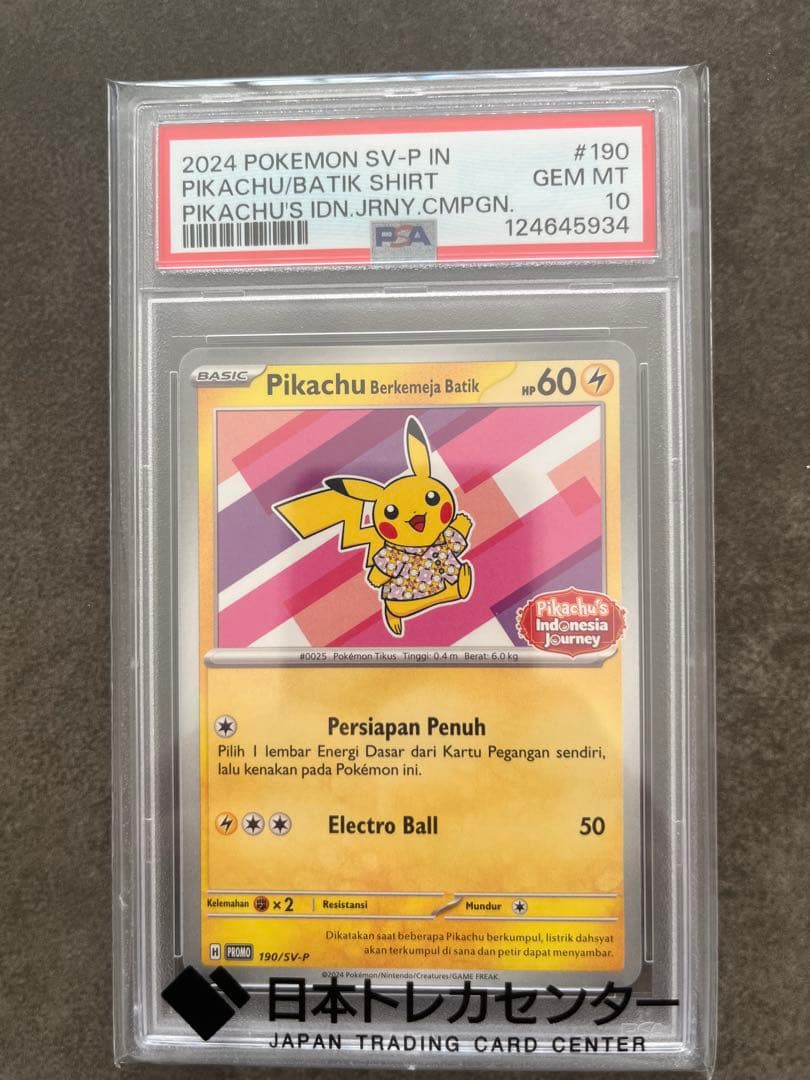 2024 POKEMON SV-P IN #190
PIKACHU/BATIK SHIRT GEM MT
PIKACHU'S IDN.JRNY.CMPGN. 10
PSA 124645934
BASIC Pikachu Berkemeja Batik HP 60
Pikachu's
Indonesia
Journey
#0025 Pokémon Tikus Tinggi: 0.4 m Berat: 6.0 kg
Persiapan Penuh
Pilih 1 lembar Energi Dasar dari Kartu Pegangan sendiri,
lalu kenakan pada Pokémon ini.
Electro Ball 50
Kelemahan ×2 Resistansi Mundur
Dikatakan saat beberapa Pikachu berkumpul, listrik dahsyat
akan terkumpul di sana dan petir dapat menyambar.
H PROMO 190/SV-P
©2024 Pokémon/Nintendo/Creatures/GAME FREAK.
日本トレカセンター
JAPAN TRADING CARD CENTER